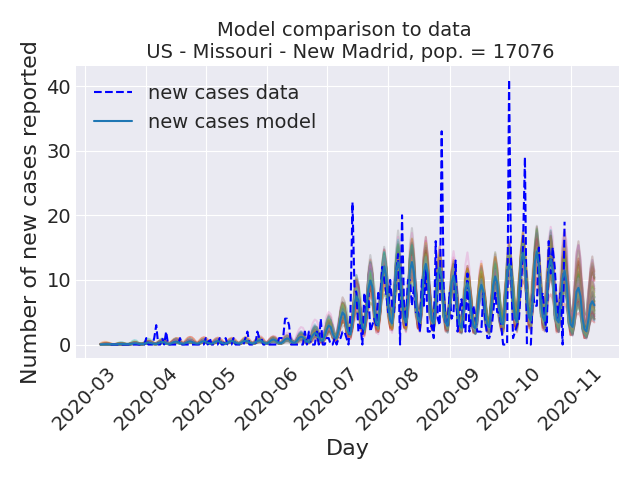 Model comparison to data
US - Missouri - New Madrid, pop. = 17076
Number of new cases reported
40
30
20
10
0
new cases data
new cases model
2020-03
2020-04
2020-05
2020-06
2020-07
2020-08
2020-09
2020-10
2020-11
Day